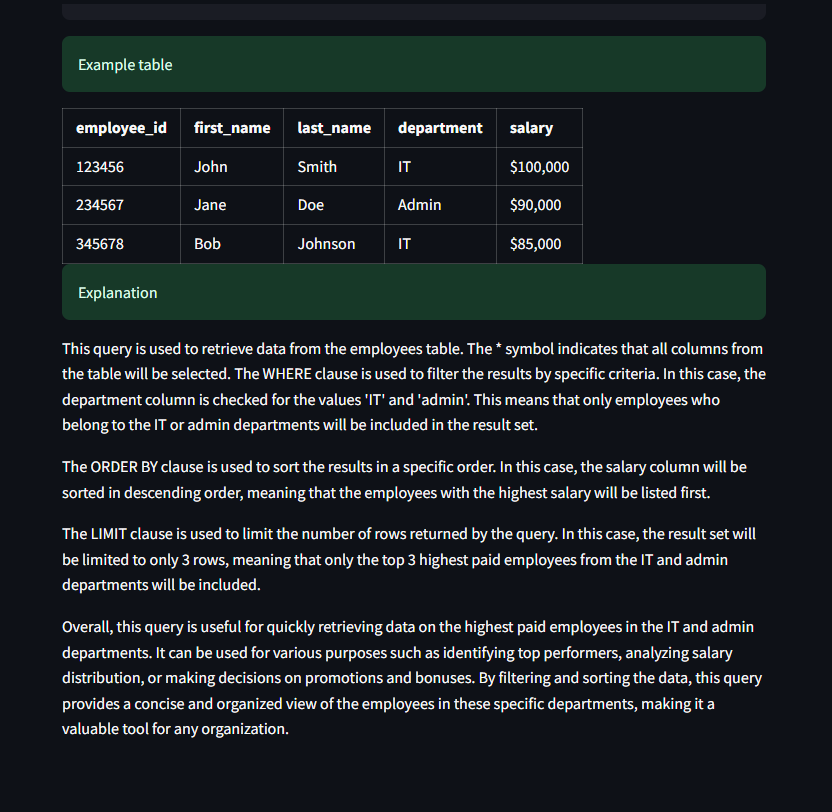 Example table
employee_id first_name last_name department salary
123456 John Smith IT $100,000
234567 Jane Doe Admin $90,000
345678 Bob Johnson IT $85,000
Explanation
This query is used to retrieve data from the employees table. The * symbol indicates that all columns from
the table will be selected. The WHERE clause is used to filter the results by specific criteria. In this case, the
department column is checked for the values 'IT' and 'admin'. This means that only employees who
belong to the IT or admin departments will be included in the result set.
The ORDER BY clause is used to sort the results in a specific order. In this case, the salary column will be
sorted in descending order, meaning that the employees with the highest salary will be listed first.
The LIMIT clause is used to limit the number of rows returned by the query. In this case, the result set will
be limited to only 3 rows, meaning that only the top 3 highest paid employees from the IT and admin
departments will be included.
Overall, this query is useful for quickly retrieving data on the highest paid employees in the IT and admin
departments. It can be used for various purposes such as identifying top performers, analyzing salary
distribution, or making decisions on promotions and bonuses. By filtering and sorting the data, this query
provides a concise and organized view of the employees in these specific departments, making it a
valuable tool for any organization.